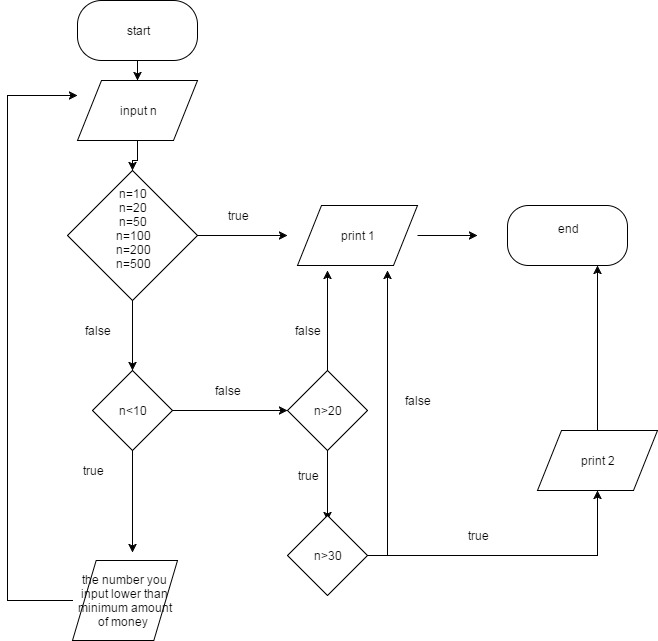 start
input n
n=10
n=20
n=50
n=100
n=200
n=500
true
print 1
end
false
false
n<10
false
n>20
false
true
true
print 2
n>30
true
the number you
input lower than
minimum amount
of money